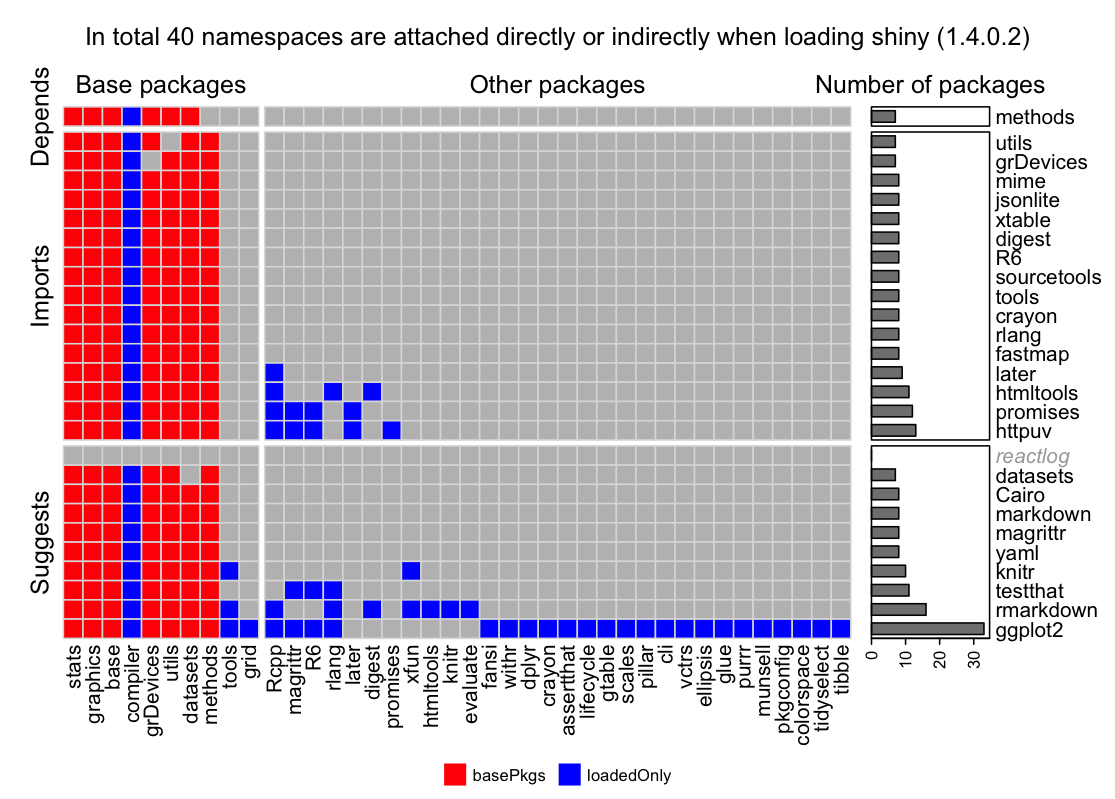 In total 40 namespaces are attached directly or indirectly when loading shiny (1.4.0.2)
Base packages
Other packages
Number of packages
Depends
Imports
Suggests
methods
utils
grDevices
mime
jsonlite
xtable
digest
R6
sourcetools
tools
crayon
rlang
fastmap
later
htmltools
promises
httpuv
reactlog
datasets
Cairo
markdown
magrittr
yaml
knitr
testthat
rmarkdown
ggplot2
0
10
20
30
stats
graphics
base
compiler
grDevices
utils
datasets
methods
tools
grid
Rcpp
magrittr
R6
rlang
later
digest
promises
xfun
htmltools
knitr
evaluate
fansi
withr
dplyr
crayon
assertthat
lifecycle
gtable
scales
pillar
cli
vctrs
ellipsis
glue
purrr
munsell
pkgconfig
colorspace
tidyselect
tibble
basePkgs
loadedOnly